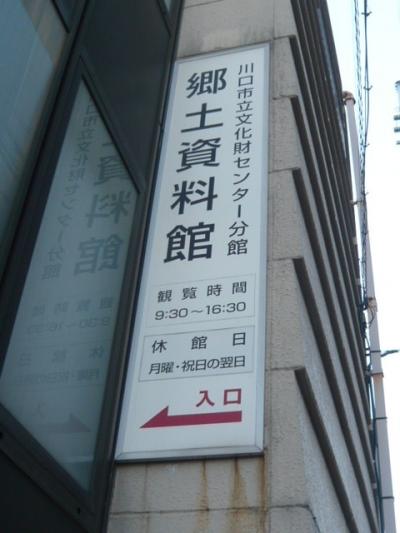 川口市立文化財センター分館
郷土資料館
観覧時間
9:30～16:30
休館日
月曜・祝日の翌日
入口